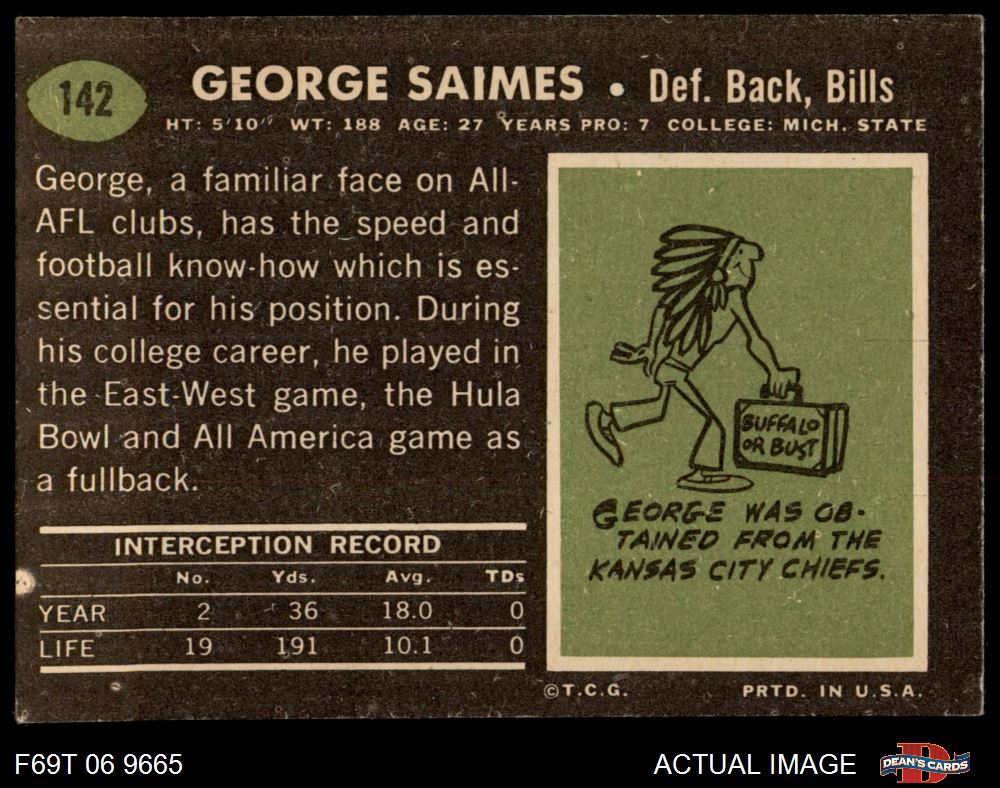 142
GEORGE SAIMES • Def. Back, Bills
HT: 5'10" WT: 188 AGE: 27 YEARS PRO: 7 COLLEGE: MICH. STATE
George, a familiar face on All-
AFL clubs, has the speed and
football know-how which is es-
sential for his position. During
his college career, he played in
the East-West game, the Hula
Bowl and All America game as
a fullback.
INTERCEPTION RECORD
No. Yds. Avg. TDs
YEAR 2 36 18.0 0
LIFE 19 191 10.1 0
BUFFALO
OR BUST
GEORGE WAS OB-
TAINED FROM THE
KANSAS CITY CHIEFS.
©T.C.G. PRTD. IN U.S.A.
F69T 06 9665 ACTUAL IMAGE DEAN'S CARDS